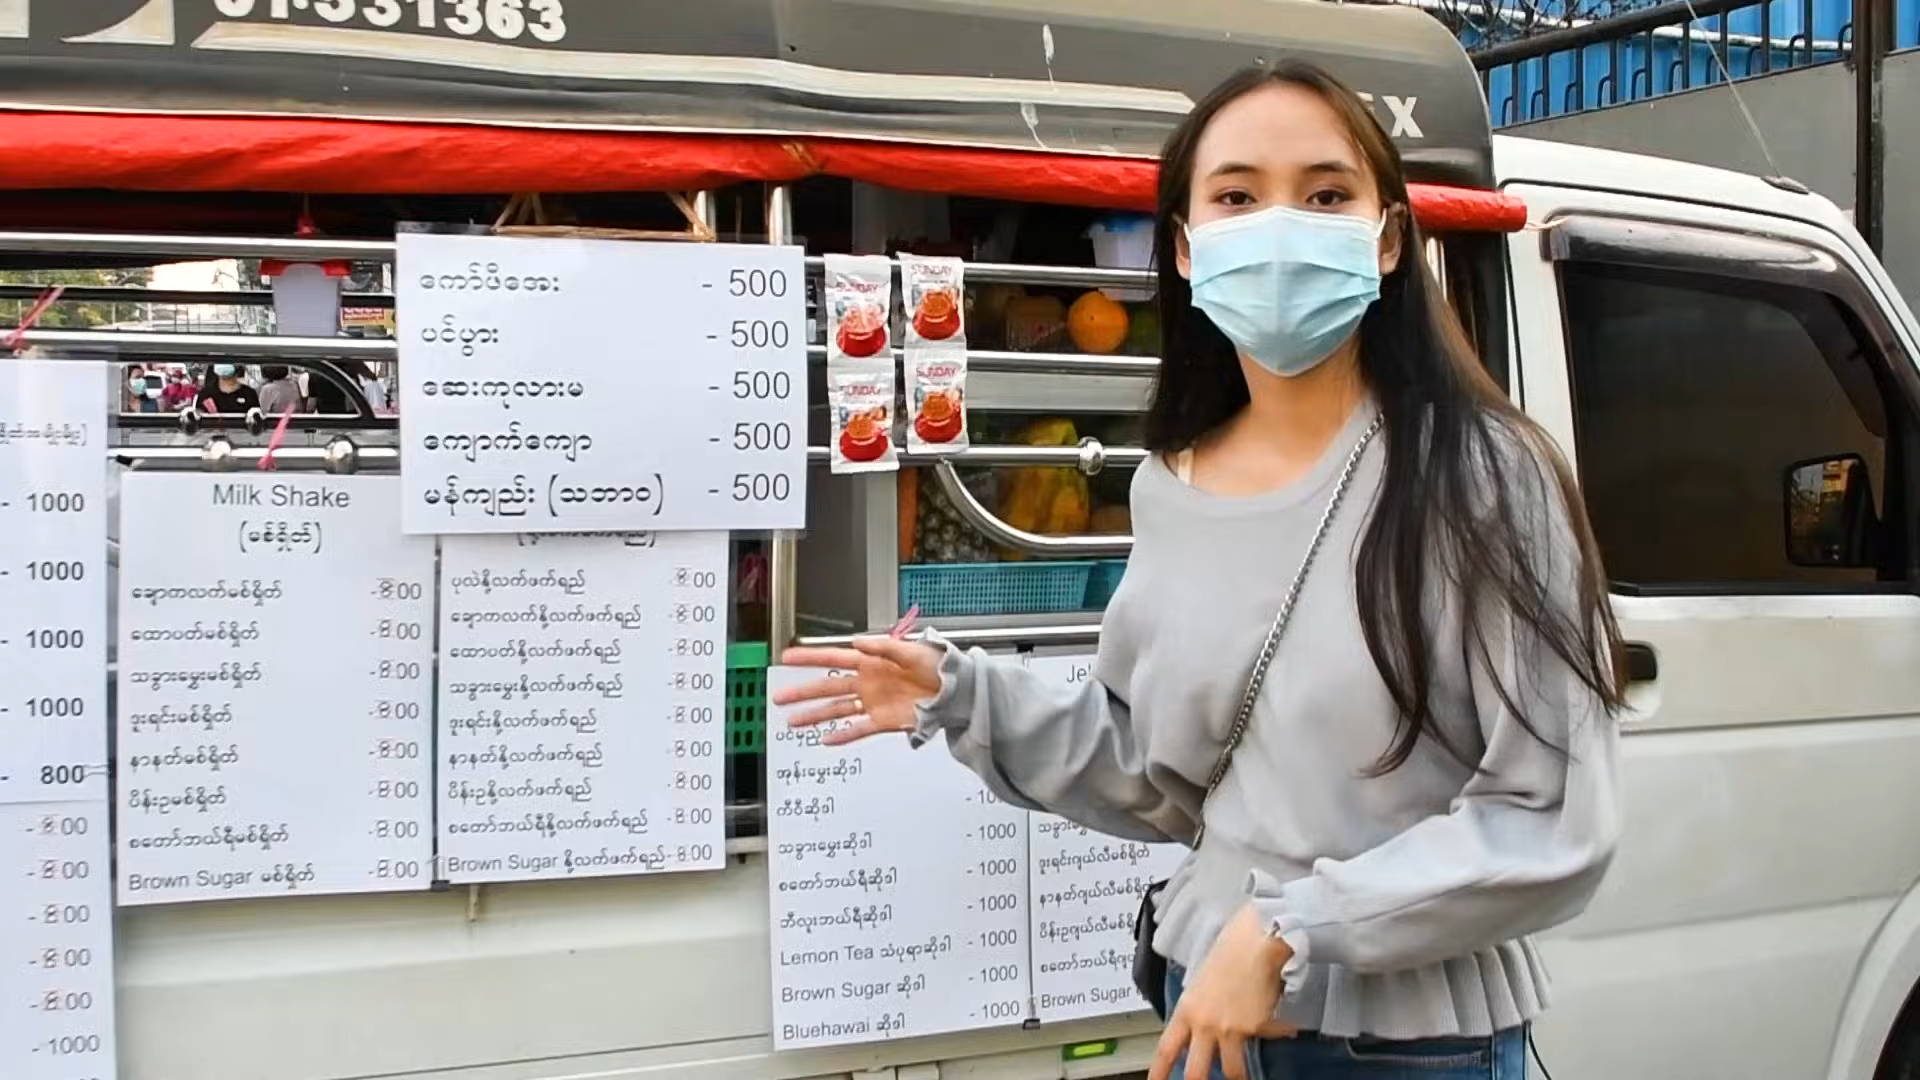 01-531363
EX
ကော်ဖီအေး - 500
ပင်ပွား - 500
ဆေးကုလားမ - 500
ကျောက်ကျော - 500
မန်ကျည်း (သဘာဝ) - 500
SUNDAY
SUNDAY
SUNDAY
SUNDAY
- 1000
- 1000
- 1000
- 1000
- 800
- 800
- 800
- 800
- 800
- 800
- 1000
Milk Shake
(မစ်ရှိတ်)
ချောကလက်မစ်ရှိတ် - 800
ထောပတ်မစ်ရှိတ် - 800
သခွားမွှေးမစ်ရှိတ် - 800
ဒူးရင်းမစ်ရှိတ် - 800
နာနတ်မစ်ရှိတ် - 800
ပိန်းဥမစ်ရှိတ် - 800
စတော်ဘယ်ရီမစ်ရှိတ် - 800
Brown Sugar မစ်ရှိတ် - 800
ပုလဲနို့လက်ဖက်ရည် - 800
ချောကလက်နို့လက်ဖက်ရည် - 800
ထောပတ်နို့လက်ဖက်ရည် - 800
သခွားမွှေးနို့လက်ဖက်ရည် - 800
ဒူးရင်းနို့လက်ဖက်ရည် - 800
နာနတ်နို့လက်ဖက်ရည် - 800
ပိန်းဥနို့လက်ဖက်ရည် - 800
စတော်ဘယ်ရီနို့လက်ဖက်ရည် - 800
Brown Sugar နို့လက်ဖက်ရည် - 800
အုန်းမွှေးဆိုဒါ
ကီဝီဆိုဒါ
သခွားမွှေးဆိုဒါ - 1000
စတော်ဘယ်ရီဆိုဒါ - 1000
ဘီလူးဘယ်ရီဆိုဒါ - 1000
Lemon Tea သံပုရာဆိုဒါ - 1000
Brown Sugar ဆိုဒါ - 1000
Bluehawai ဆိုဒါ - 1000
ဒူးရင်းဂျယ်လီမစ်ရှိတ်
နာနတ်ဂျယ်လီမစ်ရှိတ်
ပိန်းဥဂျယ်လီမစ်ရှိ
Brown Sugar